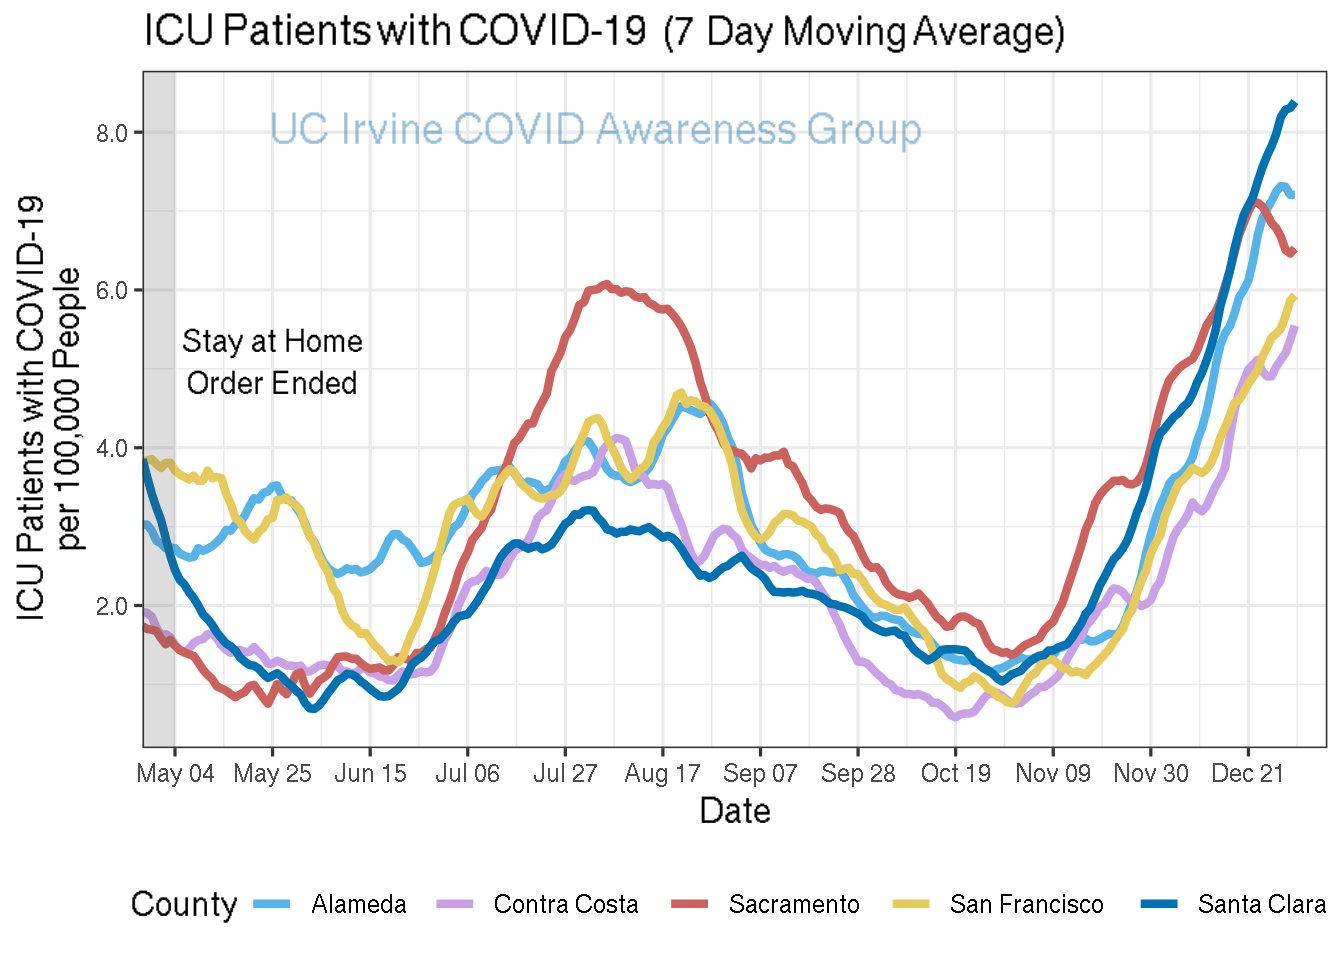 ICU Patients with COVID-19 (7 Day Moving Average)
UC Irvine COVID Awareness Group
Stay at Home
Order Ended
ICU Patients with COVID-19
per 100,000 People
8.0
6.0
4.0
2.0
May 04 May 25 Jun 15 Jul 06 Jul 27 Aug 17 Sep 07 Sep 28 Oct 19 Nov 09 Nov 30 Dec 21
Date
County Alameda Contra Costa Sacramento San Francisco Santa Clara